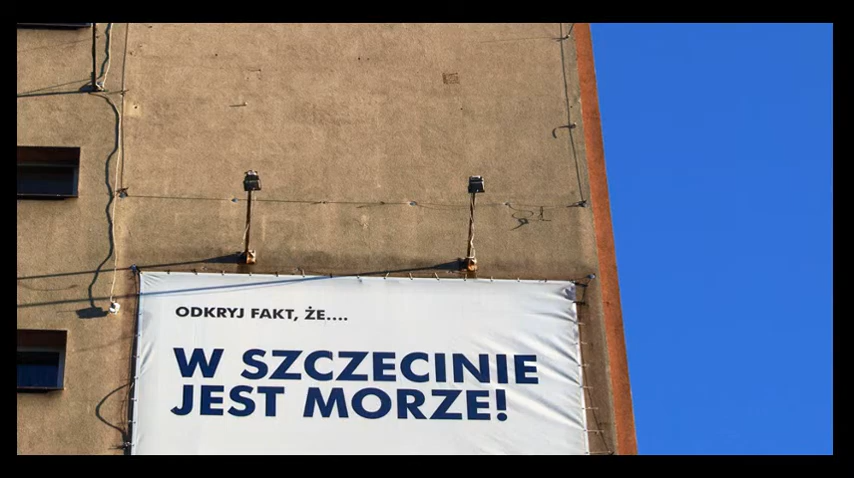 ODKRYJ FAKT, ŻE....
W SZCZECINIE
JEST MORZE!